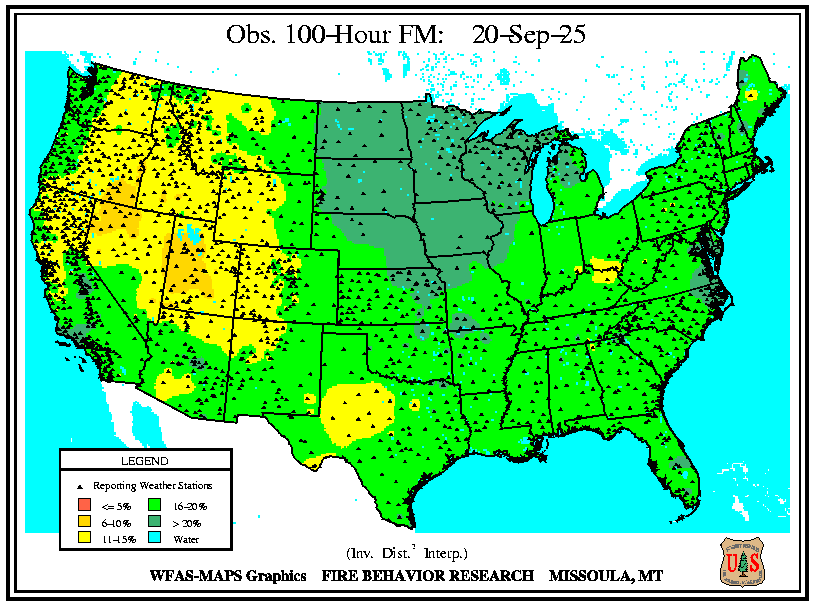 Obs. 100-Hour FM: 20-Sep-25
LEGEND
Reporting Weather Stations
<= 5% 16-20%
6-10% > 20%
11-15% Water
(Inv. Dist.² Interp.)
WFAS-MAPS Graphics FIRE BEHAVIOR RESEARCH MISSOULA, MT
U S